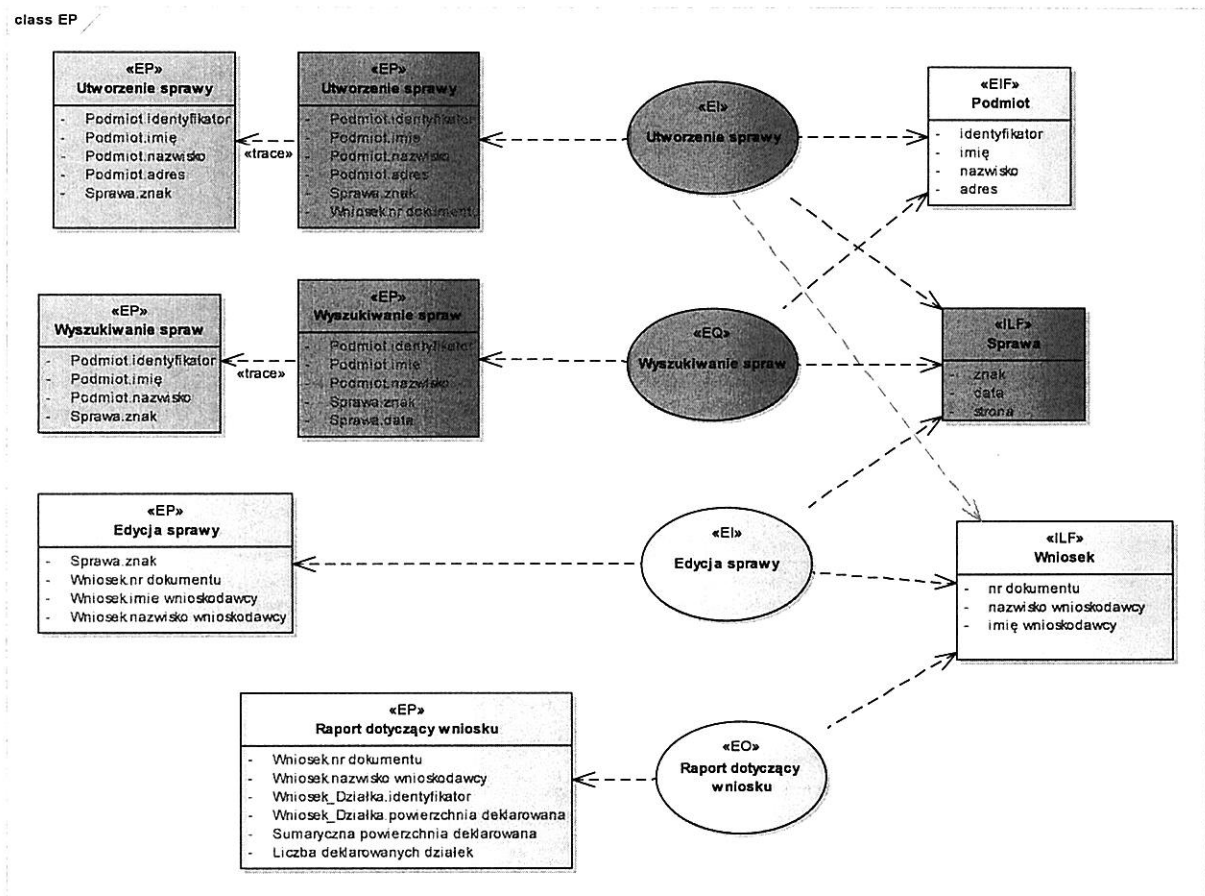 class EP
«EP»
Utworzenie sprawy
- Podmiot.identyfikator
- Podmiot.imię
- Podmiot.nazwisko
- Podmiot.adres
- Sprawa.znak
«trace»
«EP»
Utworzenie sprawy
- Podmiot.identyfikator
- Podmiot.imię
- Podmiot.nazwisko
- Podmiot.adres
- Sprawa.znak
- Wniosek.nr dokumentu
«EI»
Utworzenie sprawy
«EIF»
Podmiot
- identyfikator
- imię
- nazwisko
- adres
«EP»
Wyszukiwanie spraw
- Podmiot.identyfikator
- Podmiot.imię
- Podmiot.nazwisko
- Sprawa.znak
«trace»
«EP»
Wyszukiwanie spraw
- Podmiot.identyfikator
- Podmiot.imię
- Podmiot.nazwisko
- Sprawa.znak
- Sprawa.data
«EQ»
Wyszukiwanie spraw
«ILF»
Sprawa
- znak
- data
- strona
«EP»
Edycja sprawy
- Sprawa.znak
- Wniosek.nr dokumentu
- Wniosek.imie wnioskodawcy
- Wniosek.nazwisko wnioskodawcy
«EI»
Edycja sprawy
«ILF»
Wniosek
- nr dokumentu
- nazwisko wnioskodawcy
- imię wnioskodawcy
«EP»
Raport dotyczący wniosku
- Wniosek.nr dokumentu
- Wniosek.nazwisko wnioskodawcy
- Wniosek_Działka.identyfikator
- Wniosek_Działka.powierzchnia deklarowana
- Sumaryczna powierzchnia deklarowana
- Liczba deklarowanych działek
«EO»
Raport dotyczący
wniosku